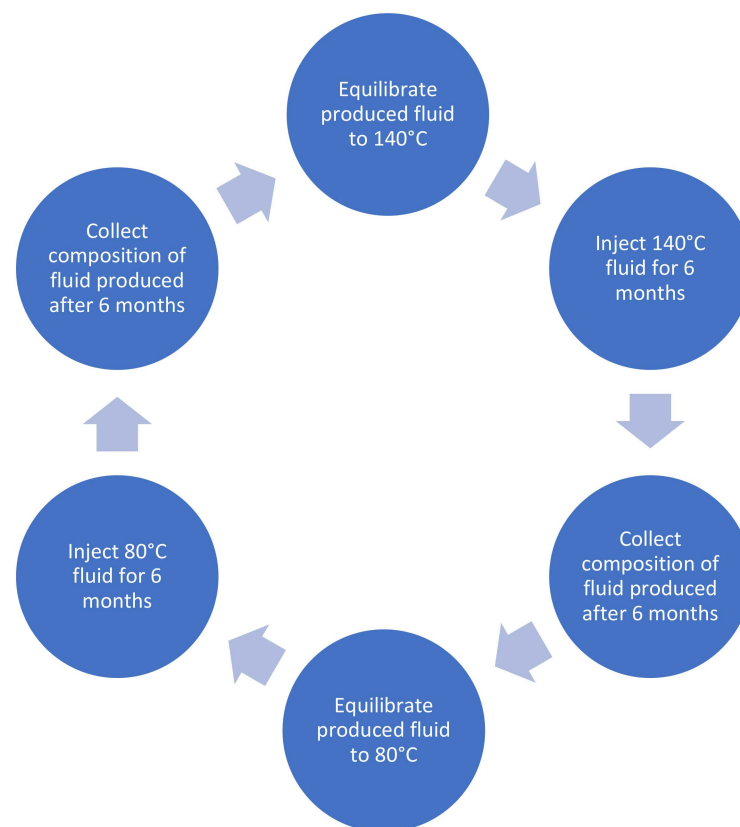 Equilibrate
produced fluid
to 140°C
Inject 140°C
fluid for 6
months
Collect
composition of
fluid produced
after 6 months
Equilibrate
produced fluid
to 80°C
Inject 80°C
fluid for 6
months
Collect
composition of
fluid produced
after 6 months